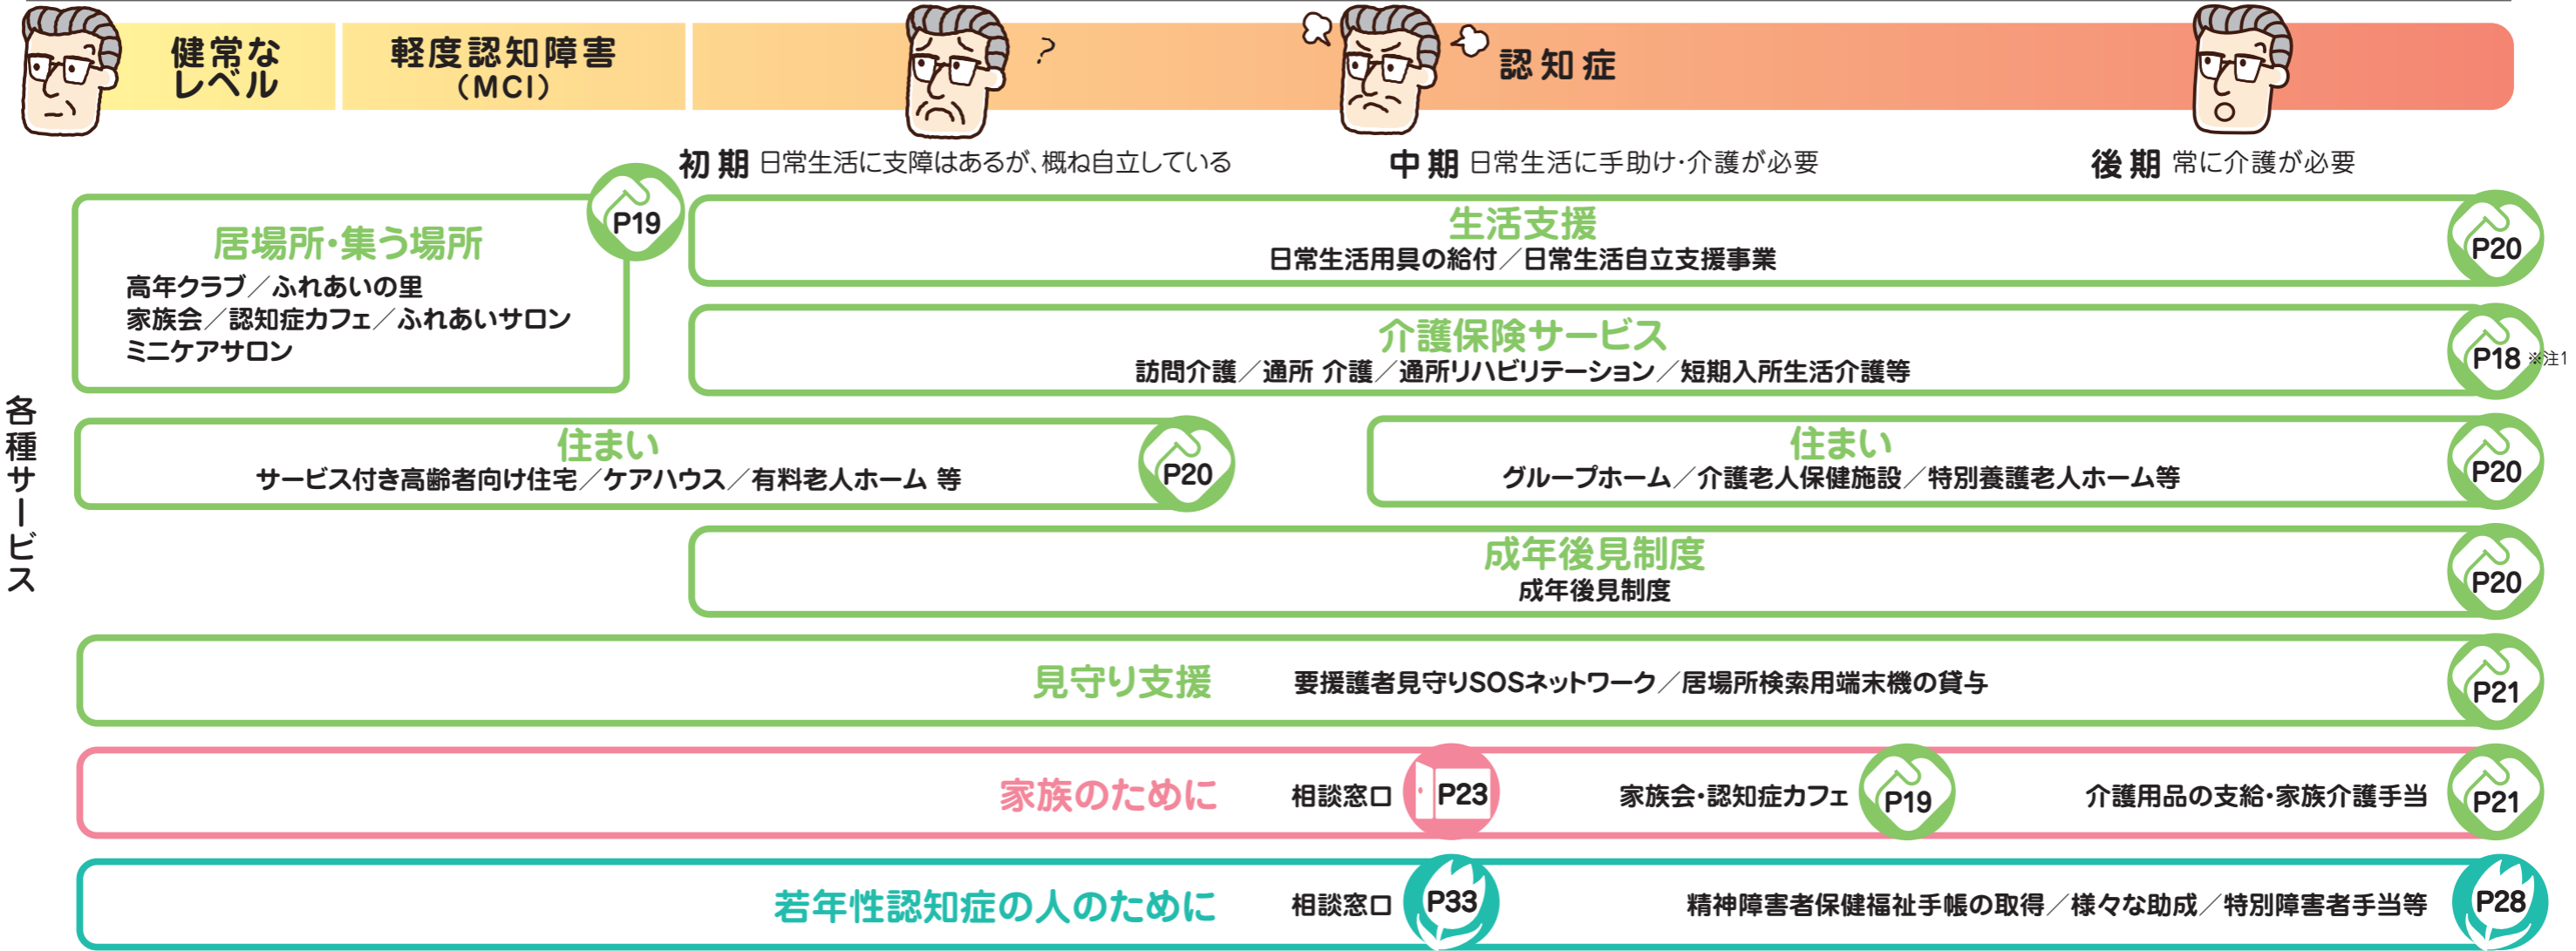 健常な
レベル
軽度認知障害
(MCI)
?
認知症
初期 日常生活に支障はあるが、概ね自立している
中期 日常生活に手助け・介護が必要
後期 常に介護が必要
各種サービス
居場所・集う場所
P19
高年クラブ／ふれあいの里
家族会／認知症カフェ／ふれあいサロン
ミニケアサロン
生活支援
日常生活用具の給付／日常生活自立支援事業
P20
介護保険サービス
訪問介護／通所 介護／通所リハビリテーション／短期入所生活介護等
P18 ※注1
住まい
サービス付き高齢者向け住宅／ケアハウス／有料老人ホーム 等
P20
住まい
グループホーム／介護老人保健施設／特別養護老人ホーム等
P20
成年後見制度
成年後見制度
P20
見守り支援 要援護者見守りSOSネットワーク／居場所検索用端末機の貸与 P21
家族のために 相談窓口 P23 家族会・認知症カフェ P19 介護用品の支給・家族介護手当 P21
若年性認知症の人のために 相談窓口 P33 精神障害者保健福祉手帳の取得／様々な助成／特別障害者手当等 P28